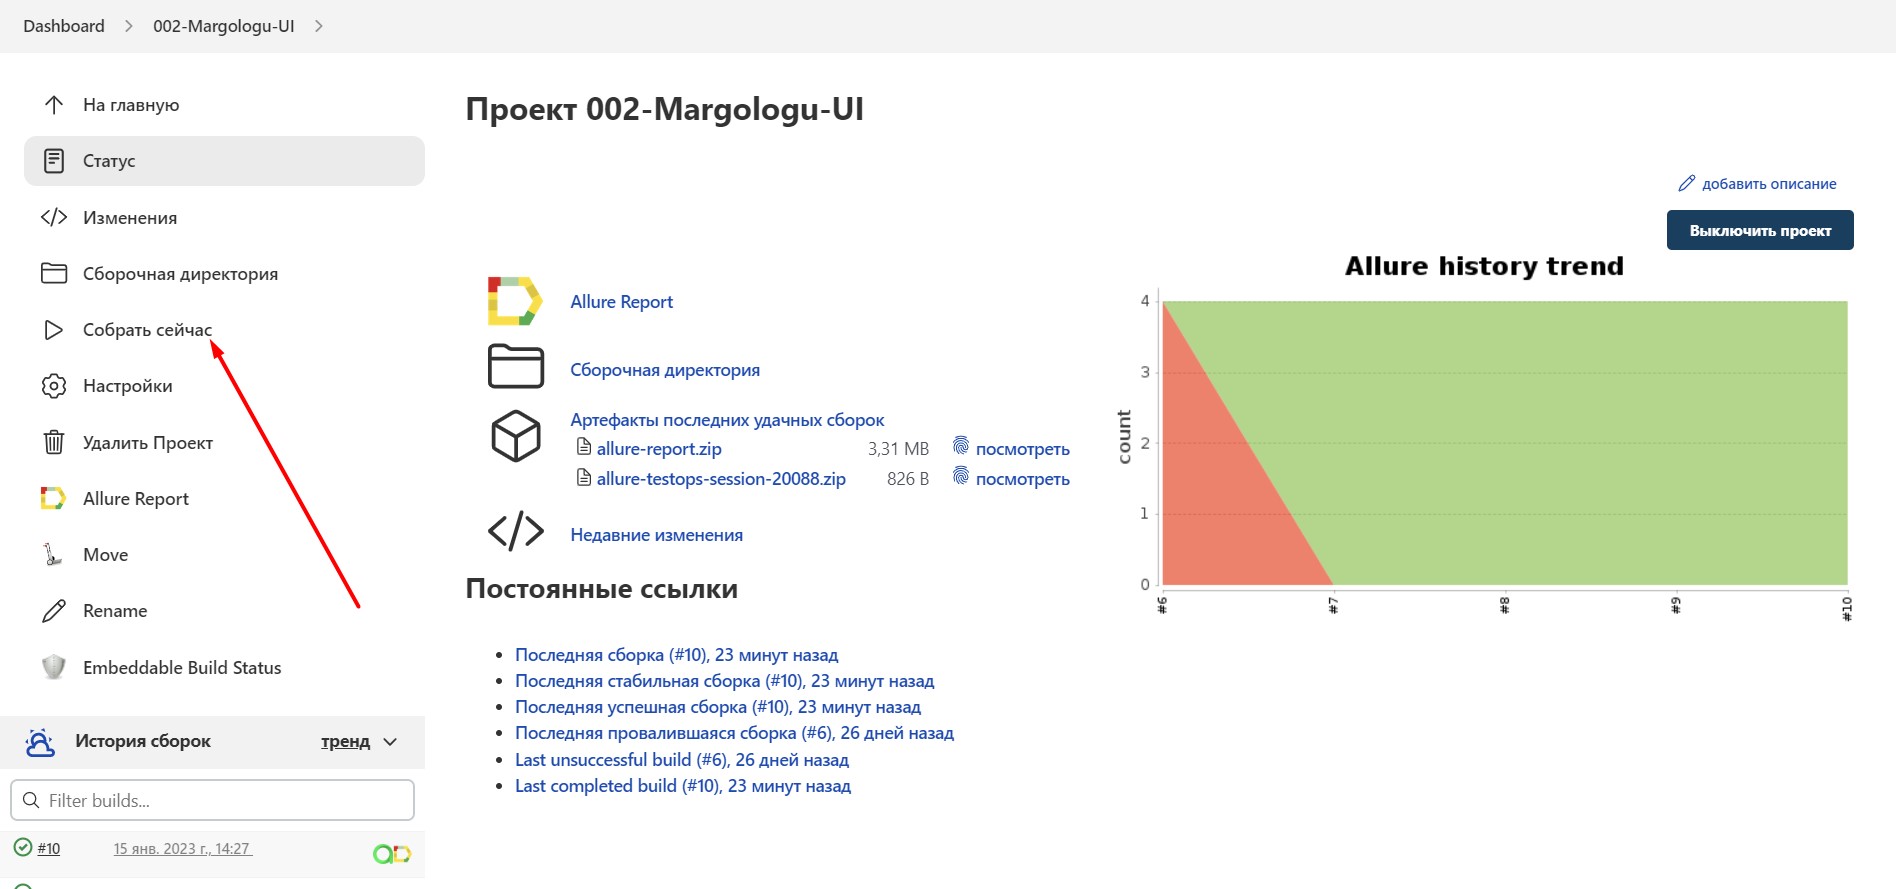 Dashboard 002-Margologu-UI
На главную
Статус
Изменения
Сборочная директория
Собрать сейчас
Настройки
Удалить Проект
Allure Report
Move
Rename
Embeddable Build Status
История сборок тренд
Filter builds...
#10 15 янв. 2023 г., 14:27
Проект 002-Margologu-UI
добавить описание
Выключить проект
Allure Report
Сборочная директория
Артефакты последних удачных сборок
allure-report.zip 3,31 MB посмотреть
allure-testops-session-20088.zip 826 B посмотреть
Недавние изменения
Постоянные ссылки
Последняя сборка (#10), 23 минут назад
Последняя стабильная сборка (#10), 23 минут назад
Последняя успешная сборка (#10), 23 минут назад
Последняя провалившаяся сборка (#6), 26 дней назад
Last unsuccessful build (#6), 26 дней назад
Last completed build (#10), 23 минут назад
Allure history trend
count
4
3
2
1
0
#6 #7 #8 #9 #10